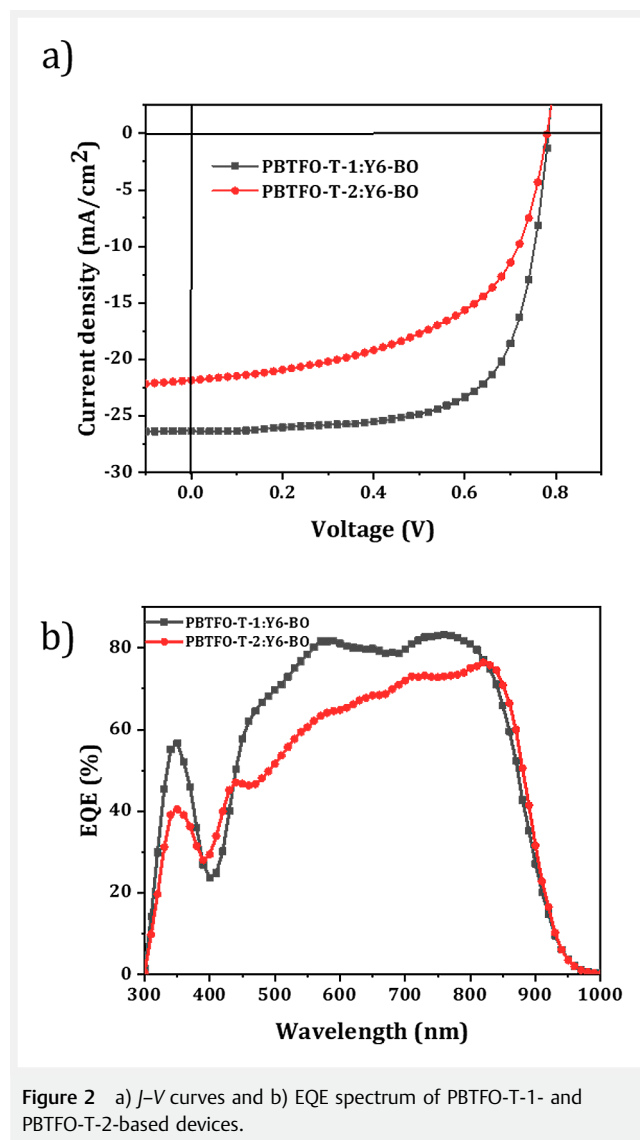 a)
0
-5
-10
-15
-20
-25
-30
Current density (mA/cm²)
PBTFO-T-1:Y6-BO
PBTFO-T-2:Y6-BO
0.0 0.2 0.4 0.6 0.8
Voltage (V)
b)
80
60
40
20
0
EQE (%)
PBTFO-T-1:Y6-BO
PBTFO-T-2:Y6-BO
300 400 500 600 700 800 900 1000
Wavelength (nm)
Figure 2 a) J–V curves and b) EQE spectrum of PBTFO-T-1- and
PBTFO-T-2-based devices.